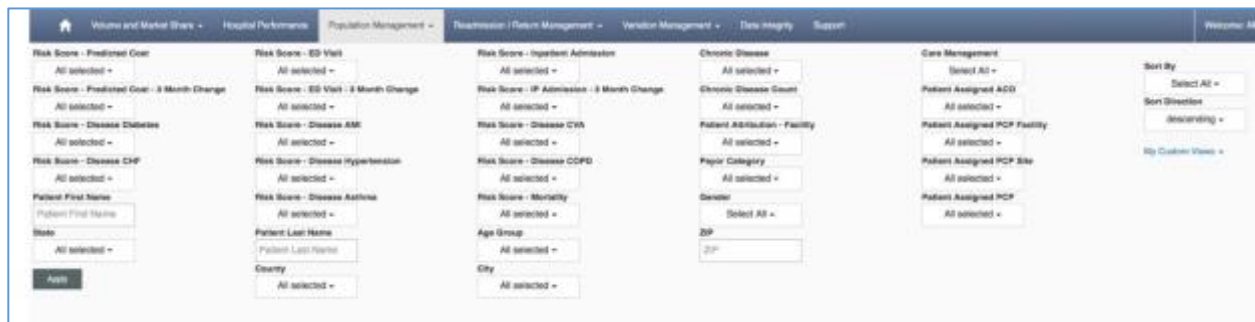 Volume and Market Share Hospital Performance Population Management Readmission / Return Management Variation Management Data Integrity Support Welcome:
Risk Score - Predicted Cost Risk Score - ED Visit Risk Score - Inpatient Admission Chronic Disease Care Management
All selected All selected All selected All selected Select All
Sort By
Select All
Risk Score - Predicted Cost - 3 Month Change Risk Score - ED Visit - 3 Month Change Risk Score - IP Admission - 3 Month Change Chronic Disease Count Patient Assigned ACO
Sort Direction
All selected All selected All selected All selected All selected
descending
Risk Score - Disease Diabetes Risk Score - Disease AMI Risk Score - Disease CVA Patient Attribution - Facility Patient Assigned PCP Facility
All selected All selected All selected All selected All selected
My Custom Views
Risk Score - Disease CHF Risk Score - Disease Hypertension Risk Score - Disease COPD Payor Category Patient Assigned PCP Site
All selected All selected All selected All selected All selected
Patient First Name Risk Score - Disease Asthma Risk Score - Mortality Gender Patient Assigned PCP
Patient First Name All selected All selected Select All All selected
State Patient Last Name Age Group ZIP
All selected Patient Last Name All selected ZIP
County City
Apply All selected All selected